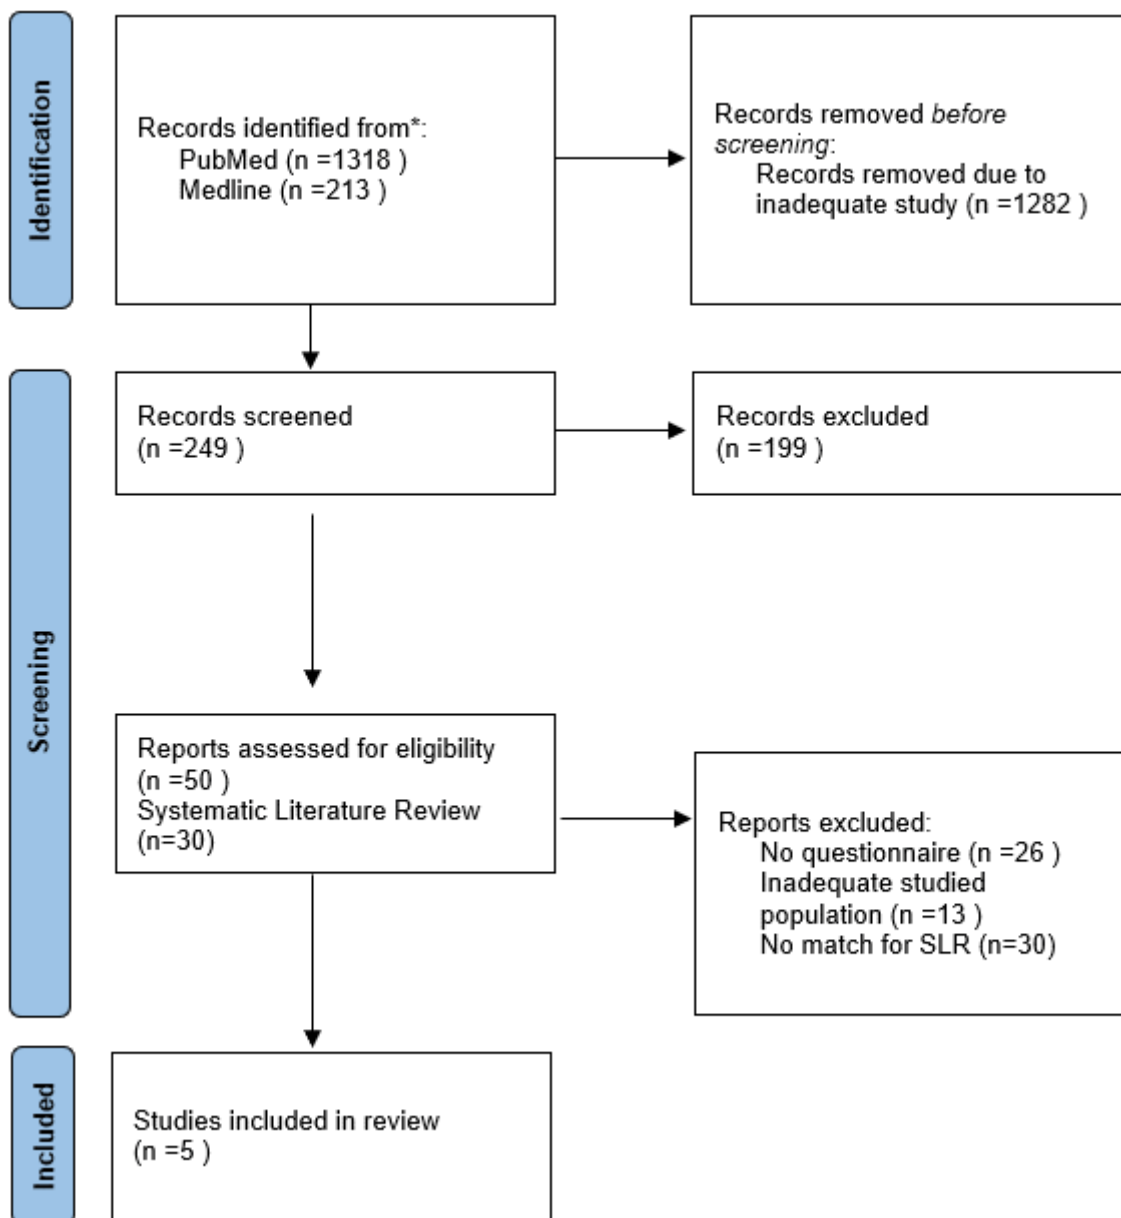 Identification
Records identified from*:
PubMed (n =1318 )
Medline (n =213 )
Records removed before
screening:
Records removed due to
inadequate study (n =1282 )
Screening
Records screened
(n =249 )
Records excluded
(n =199 )
Reports assessed for eligibility
(n =50 )
Systematic Literature Review
(n=30)
Reports excluded:
No questionnaire (n =26 )
Inadequate studied
population (n =13 )
No match for SLR (n=30)
Included
Studies included in review
(n =5 )